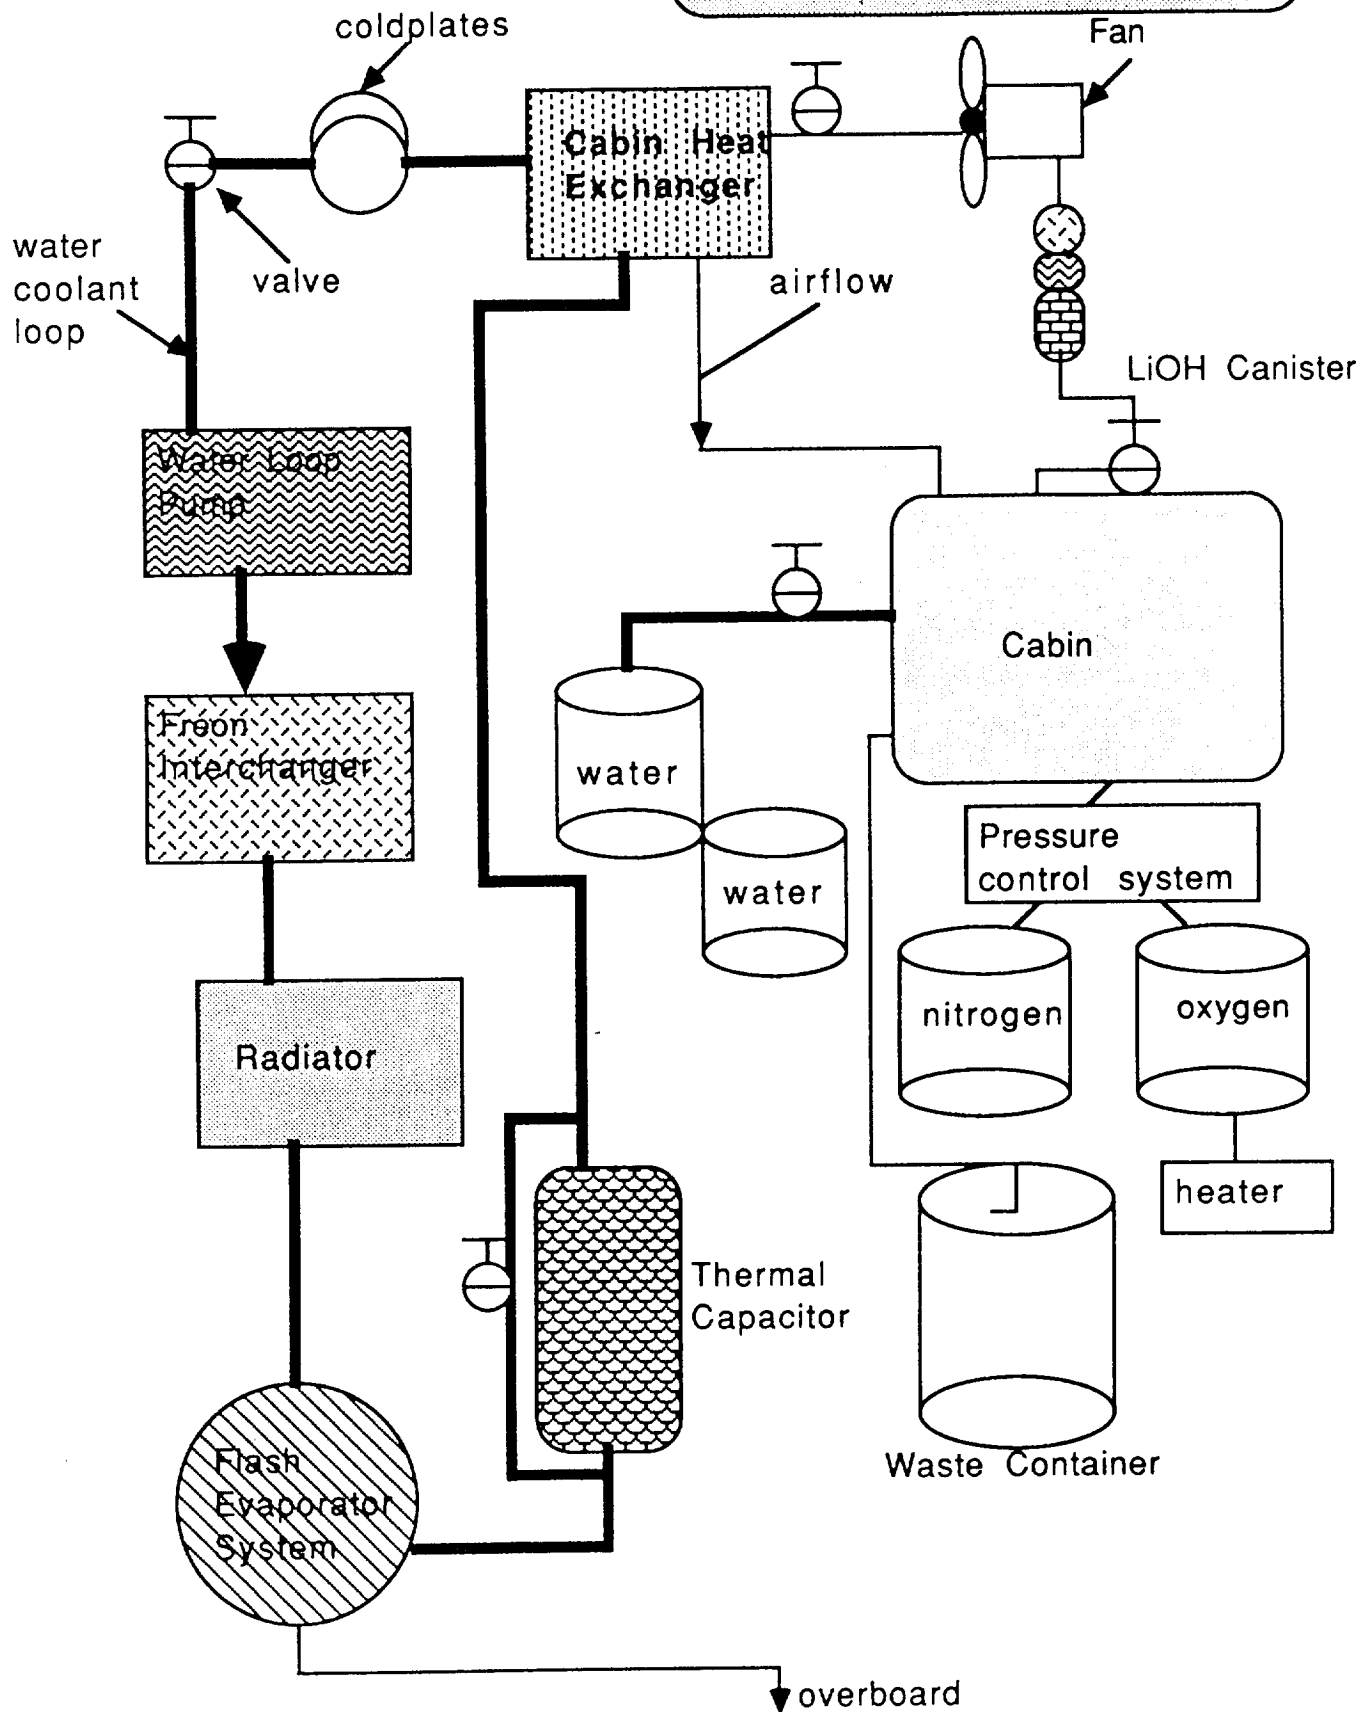 coldplates
Fan
Cabin Heat
Exchanger
water
coolant
loop
valve
airflow
LiOH Canister
Water Loop
Pump
Cabin
Freon
Interchanger
water
water
Pressure
control system
nitrogen
oxygen
Radiator
heater
Thermal
Capacitor
Waste Container
Flash
Evaporator
System
overboard